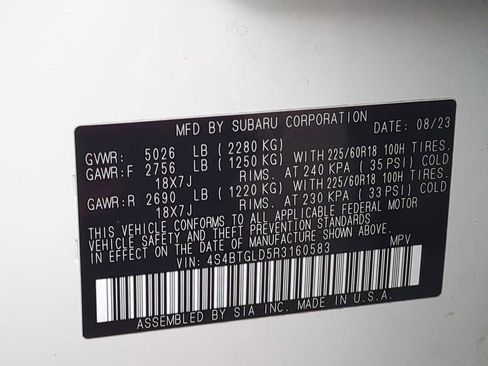 MFD BY SUBARU CORPORATION DATE: 08/23
GVWR: 5026 LB (2280 KG)
GAWR:F 2756 LB (1250 KG) WITH 225/60R18 100H TIRES.
18X7J RIMS. AT 240 KPA (35 PSI) COLD
GAWR:R 2690 LB (1220 KG) WITH 225/60R18 100H TIRES.
18X7J RIMS. AT 230 KPA (33 PSI) COLD
THIS VEHICLE CONFORMS TO ALL APPLICABLE FEDERAL MOTOR
VEHICLE SAFETY AND THEFT PREVENTION STANDARDS
IN EFFECT ON THE DATE OF MANUFACTURE SHOWN ABOVE.
VIN: 4S4BTGLD5R3160583 MPV
ASSEMBLED BY SIA INC. MADE IN U.S.A.